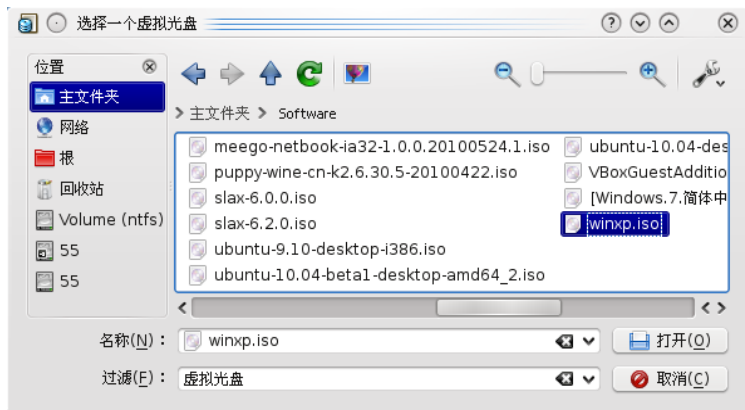 选择一个虚拟光盘
位置
主文件夹
网络
根
回收站
Volume (ntfs)
55
55
主文件夹 > Software
meego-netbook-ia32-1.0.0.20100524.1.iso
puppy-wine-cn-k2.6.30.5-20100422.iso
slax-6.0.0.iso
slax-6.2.0.iso
ubuntu-9.10-desktop-i386.iso
ubuntu-10.04-beta1-desktop-amd64_2.iso
ubuntu-10.04-des
VBoxGuestAdditio
[Windows.7.简体中
winxp.iso
名称(N)： winxp.iso 打开(O)
过滤(F)： 虚拟光盘 取消(C)